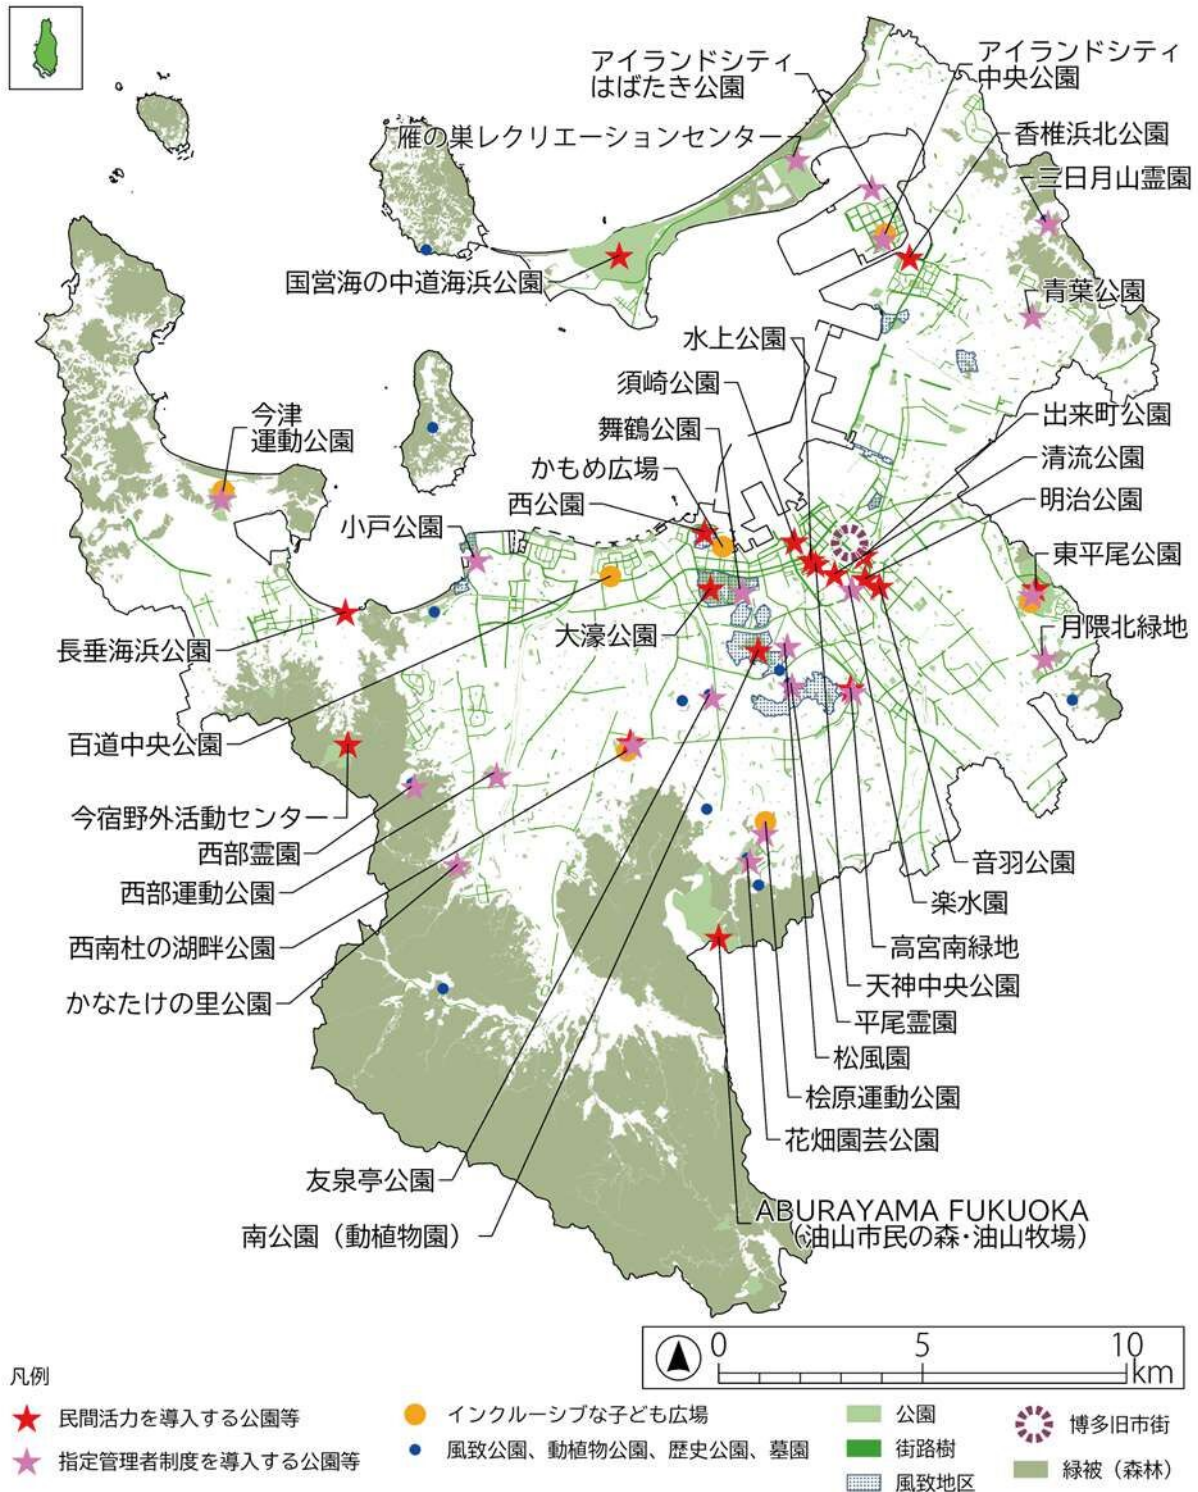 アイランドシティ
はばたき公園
アイランドシティ
中央公園
雁の巣レクリエーションセンター
香椎浜北公園
三日月山霊園
国営海の中道海浜公園
青葉公園
水上公園
須崎公園
舞鶴公園
かもめ広場
西公園
出来町公園
清流公園
明治公園
今津
運動公園
小戸公園
東平尾公園
月隈北緑地
大濠公園
長垂海浜公園
百道中央公園
今宿野外活動センター
西部霊園
西部運動公園
西南杜の湖畔公園
かなたけの里公園
音羽公園
楽水園
高宮南緑地
天神中央公園
平尾霊園
松風園
桧原運動公園
花畑園芸公園
友泉亭公園
南公園（動植物園）
ABURAYAMA FUKUOKA
（油山市民の森・油山牧場）
0 5 10
km
凡例
民間活力を導入する公園等
指定管理者制度を導入する公園等
インクルーシブな子ども広場
風致公園、動植物公園、歴史公園、墓園
公園
街路樹
風致地区
博多旧市街
緑被（森林）